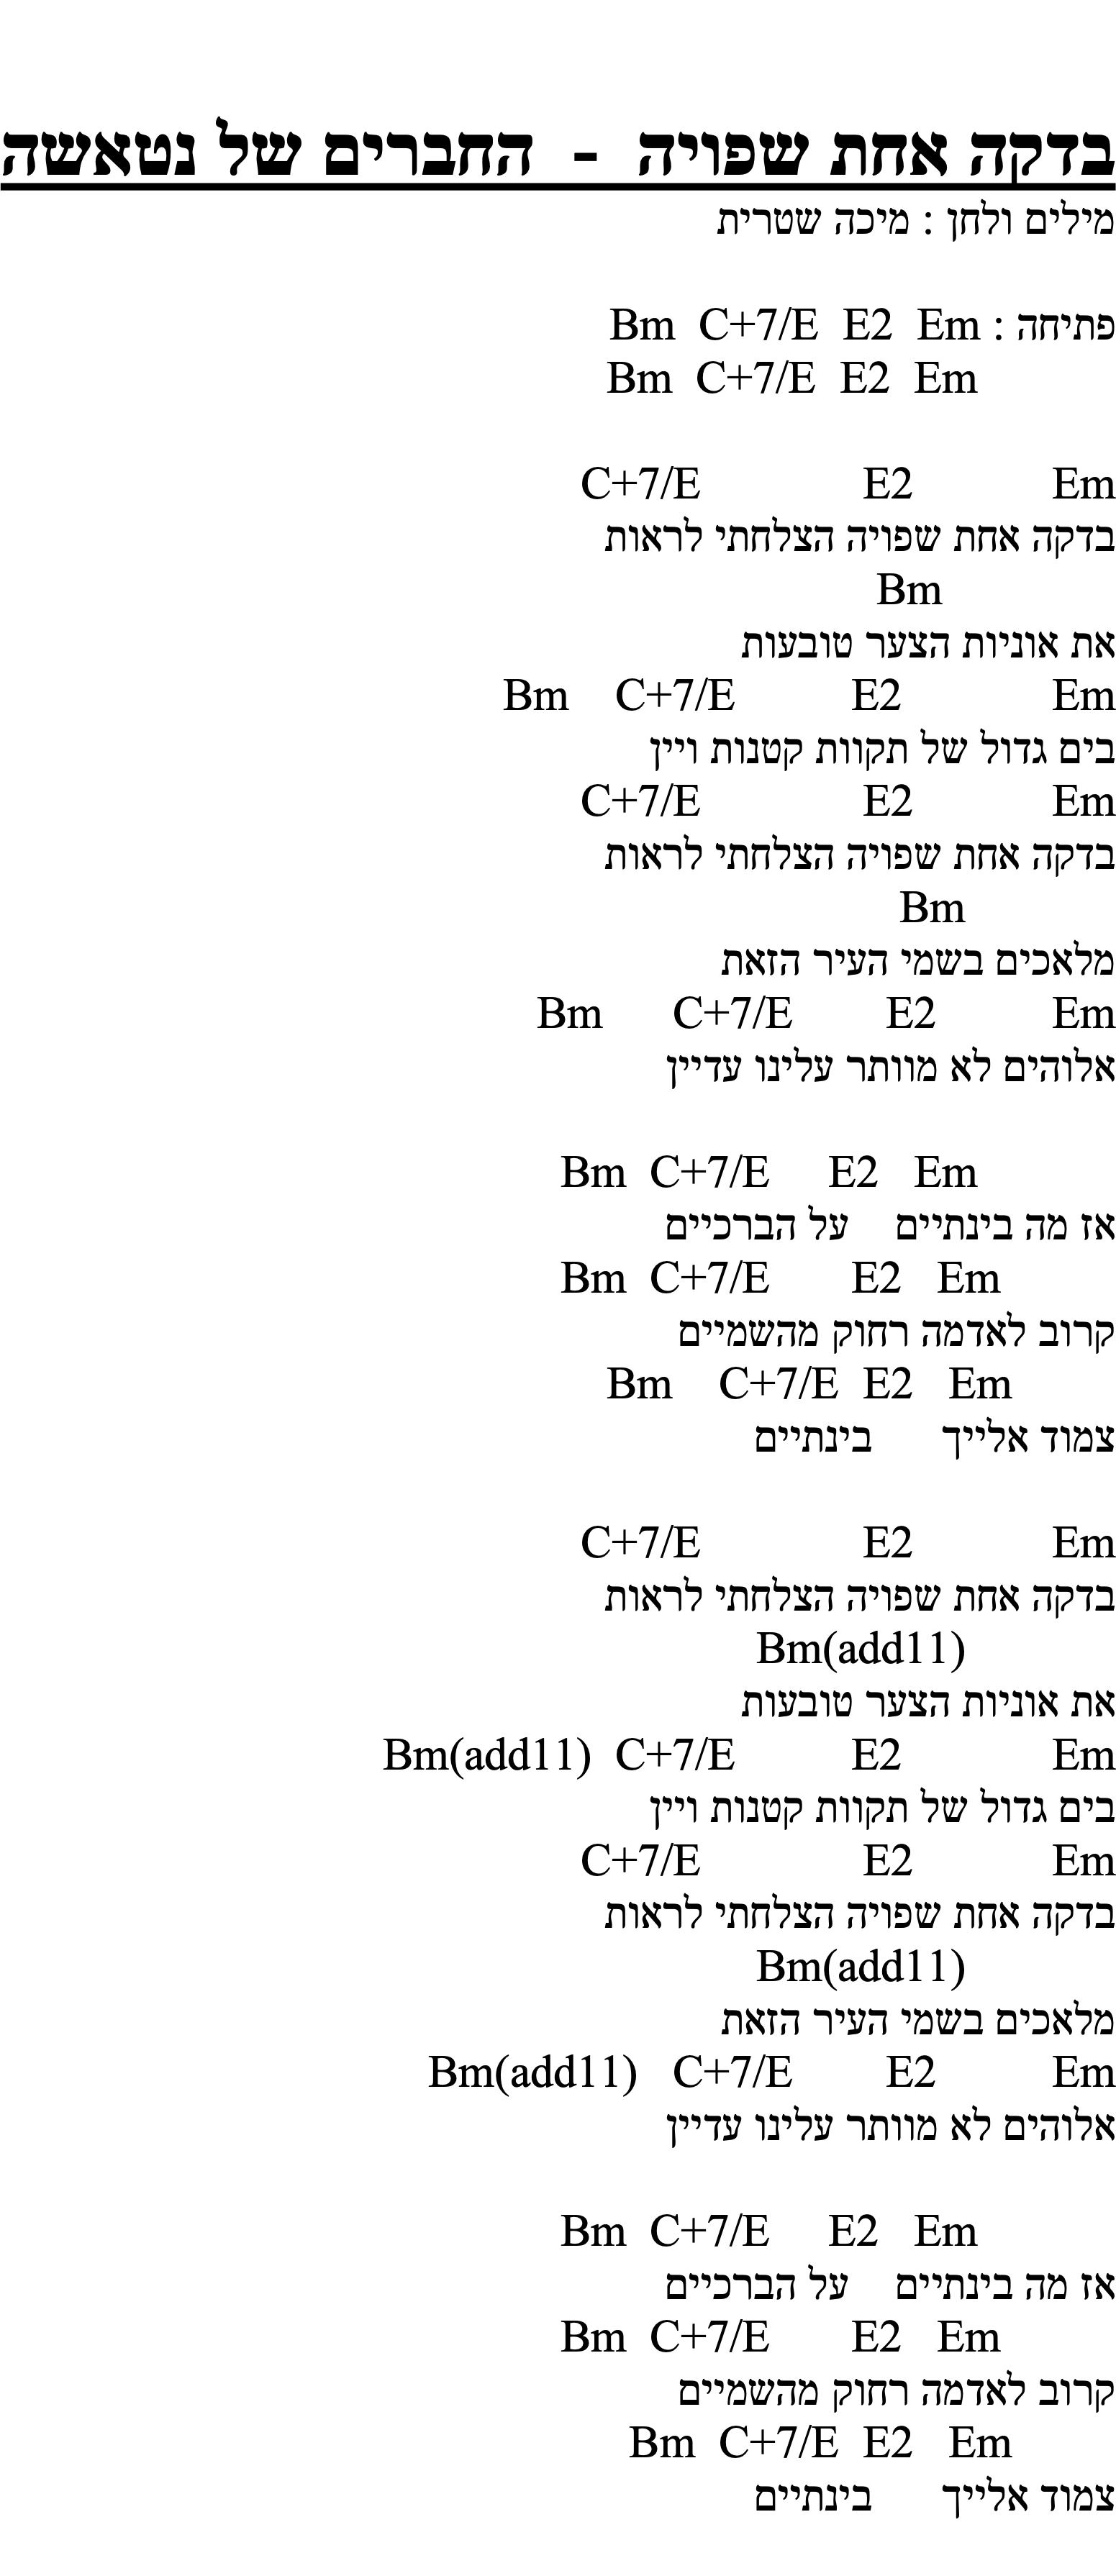 בדקה אחת שפויה - החברים של נטאשה
מילים ולחן : מיכה שטרית
פתיחה : Em E2 C+7/E Bm
Em E2 C+7/E Bm
Em E2 C+7/E
בדקה אחת שפויה הצלחתי לראות
Bm
את אוניות הצער טובעות
Em E2 C+7/E Bm
בים גדול של תקוות קטנות ויין
Em E2 C+7/E
בדקה אחת שפויה הצלחתי לראות
Bm
מלאכים בשמי העיר הזאת
Em E2 C+7/E Bm
אלוהים לא מוותר עלינו עדיין
Em E2 C+7/E Bm
אז מה בינתיים על הברכיים
Em E2 C+7/E Bm
קרוב לאדמה רחוק מהשמיים
Em E2 C+7/E Bm
צמוד אלייך בינתיים
Em E2 C+7/E
בדקה אחת שפויה הצלחתי לראות
Bm(add11)
את אוניות הצער טובעות
Em E2 C+7/E Bm(add11)
בים גדול של תקוות קטנות ויין
Em E2 C+7/E
בדקה אחת שפויה הצלחתי לראות
Bm(add11)
מלאכים בשמי העיר הזאת
Em E2 C+7/E Bm(add11)
אלוהים לא מוותר עלינו עדיין
Em E2 C+7/E Bm
אז מה בינתיים על הברכיים
Em E2 C+7/E Bm
קרוב לאדמה רחוק מהשמיים
Em E2 C+7/E Bm
צמוד אלייך בינתיים